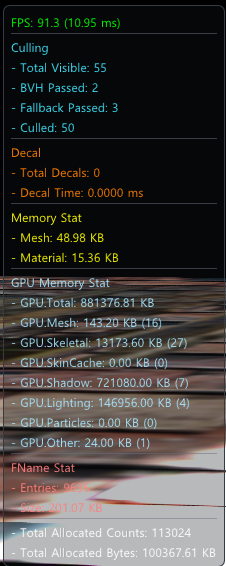 FPS: 91.3 (10.95 ms)
Culling
- Total Visible: 55
- BVH Passed: 2
- Fallback Passed: 3
- Culled: 50
Decal
- Total Decals: 0
- Decal Time: 0.0000 ms
Memory Stat
- Mesh: 48.98 KB
- Material: 15.36 KB
GPU Memory Stat
- GPU.Total: 881376.81 KB
- GPU.Mesh: 143.20 KB (16)
- GPU.Skeletal: 13173.60 KB (27)
- GPU.SkinCache: 0.00 KB (0)
- GPU.Shadow: 721080.00 KB (7)
- GPU.Lighting: 146956.00 KB (4)
- GPU.Particles: 0.00 KB (0)
- GPU.Other: 24.00 KB (1)
FName Stat
- Entries:
- Size: 201.07 KB
- Total Allocated Counts: 113024
- Total Allocated Bytes: 100367.61 KB